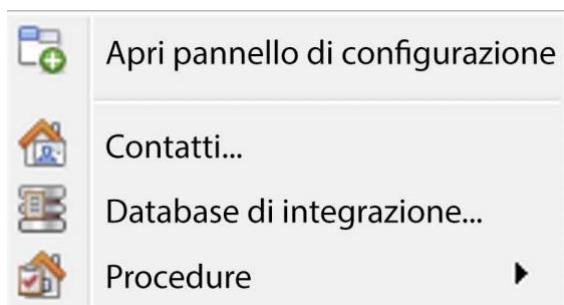 Apri pannello di configurazione
Contatti...
Database di integrazione...
Procedure